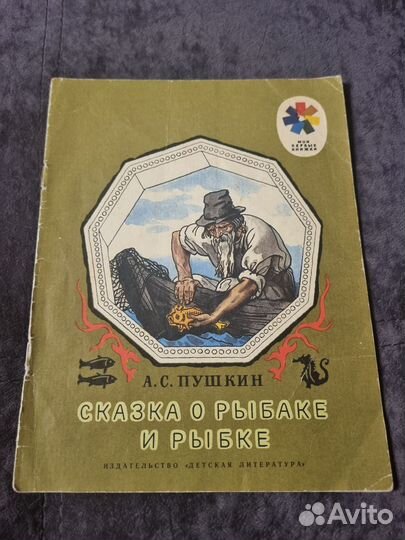 МОИ
ПЕРВЫЕ
КНИЖКИ
А.С. ПУШКИН
СКАЗКА О РЫБАКЕ
И РЫБКЕ
ИЗДАТЕЛЬСТВО «ДЕТСКАЯ ЛИТЕРАТУРА»
Avito